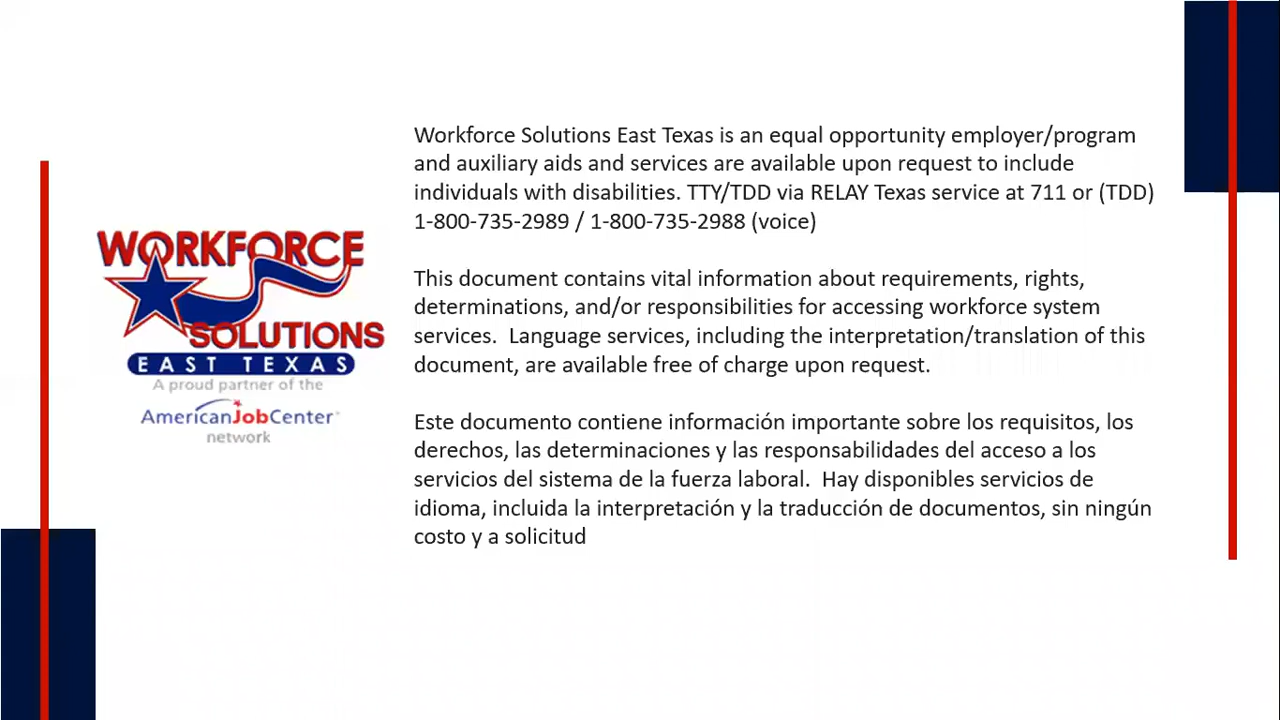 WORKFORCE
SOLUTIONS
EAST TEXAS
A proud partner of the
AmericanJobCenter
network
Workforce Solutions East Texas is an equal opportunity employer/program
and auxiliary aids and services are available upon request to include
individuals with disabilities. TTY/TDD via RELAY Texas service at 711 or (TDD)
1-800-735-2989 / 1-800-735-2988 (voice)
This document contains vital information about requirements, rights,
determinations, and/or responsibilities for accessing workforce system
services.  Language services, including the interpretation/translation of this
document, are available free of charge upon request.
Este documento contiene información importante sobre los requisitos, los
derechos, las determinaciones y las responsabilidades del acceso a los
servicios del sistema de la fuerza laboral.  Hay disponibles servicios de
idioma, incluida la interpretación y la traducción de documentos, sin ningún
costo y a solicitud